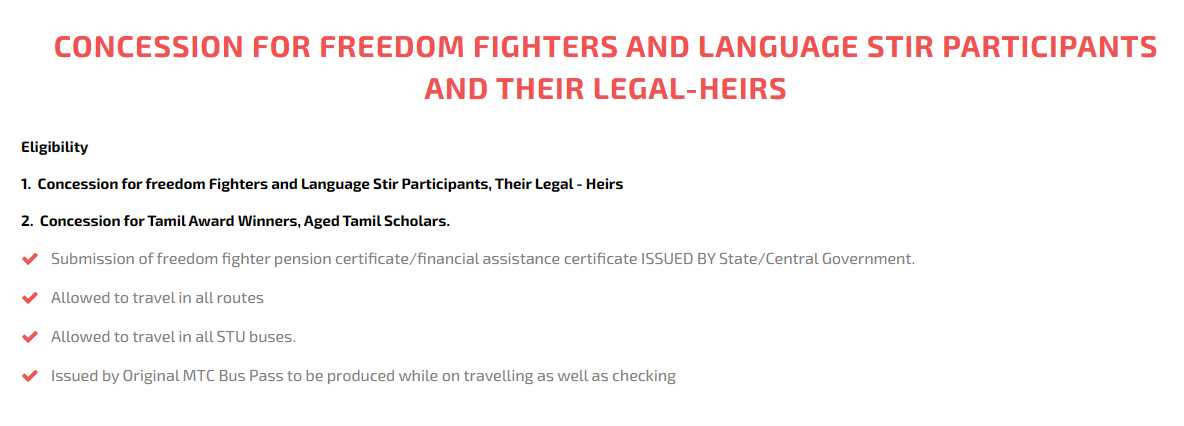 CONCESSION FOR FREEDOM FIGHTERS AND LANGUAGE STIR PARTICIPANTS
AND THEIR LEGAL-HEIRS
Eligibility
1. Concession for freedom Fighters and Language Stir Participants, Their Legal - Heirs
2. Concession for Tamil Award Winners, Aged Tamil Scholars.
Submission of freedom fighter pension certificate/financial assistance certificate ISSUED BY State/Central Government.
Allowed to travel in all routes
Allowed to travel in all STU buses.
Issued by Original MTC Bus Pass to be produced while on travelling as well as checking